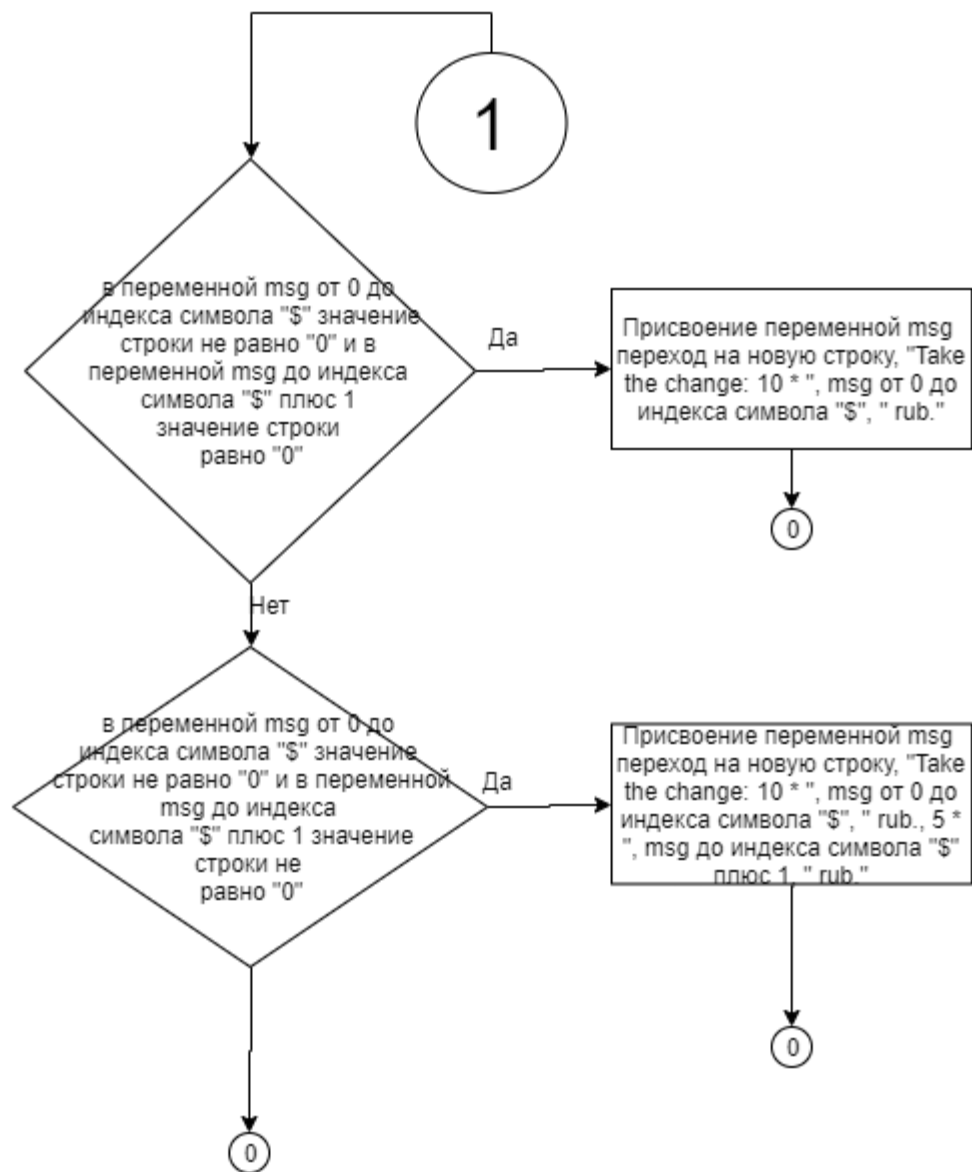 1
в переменной msg от 0 до
индекса символа "$" значение
строки не равно "0" и в
переменной msg до индекса
символа "$" плюс 1
значение строки
равно "0"
Да
Присвоение переменной msg
переход на новую строку, "Take
the change: 10 * ", msg от 0 до
индекса символа "$", " rub."
0
Нет
в переменной msg от 0 до
индекса символа "$" значение
строки не равно "0" и в переменной
msg до индекса
символа "$" плюс 1 значение
строки не
равно "0"
Да
Присвоение переменной msg
переход на новую строку, "Take
the change: 10 * ", msg от 0 до
индекса символа "$", " rub., 5 *
", msg до индекса символа "$"
плюс 1, " rub."
0
0